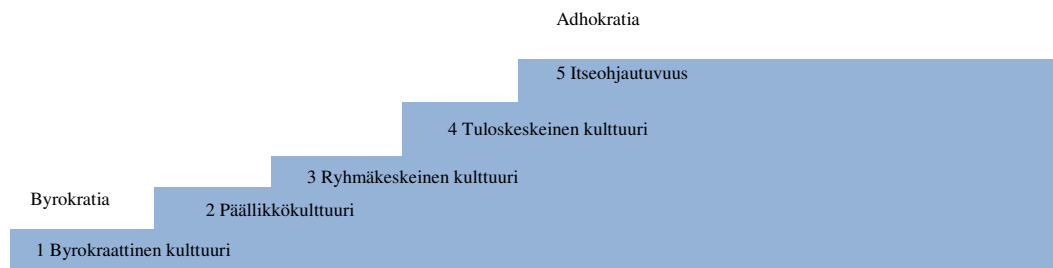 Adhokratia
5 Itseohjautuvuus
4 Tuloskeskeinen kulttuuri
3 Ryhmäkeskeinen kulttuuri
Byrokratia
2 Päällikkökulttuuri
1 Byrokraattinen kulttuuri